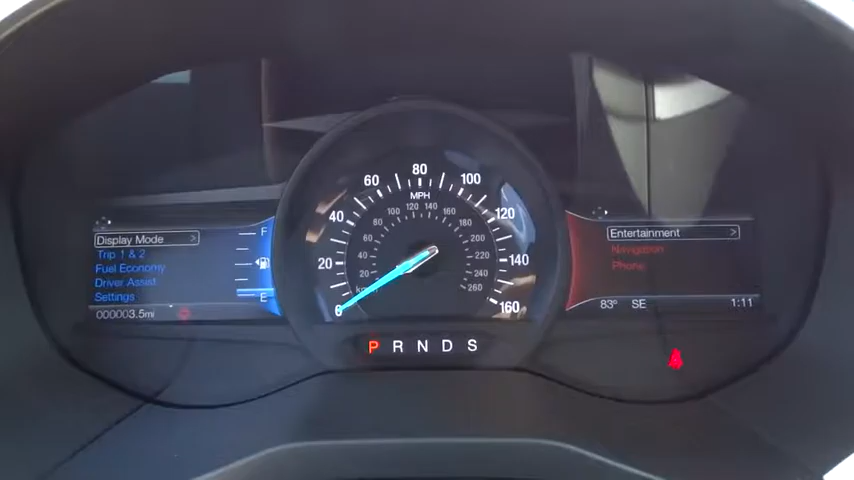 Display Mode >
Trip 1 & 2
Fuel Economy
Driver Assist
Settings
000003.5mi
F
E
0 20 40 60 80 100 120 140 160
MPH
20 40 60 80 100 120 140 160 180 200 220 240 260
km/h
P R N D S
Entertainment >
Navigation
Phone
83° SE 1:11